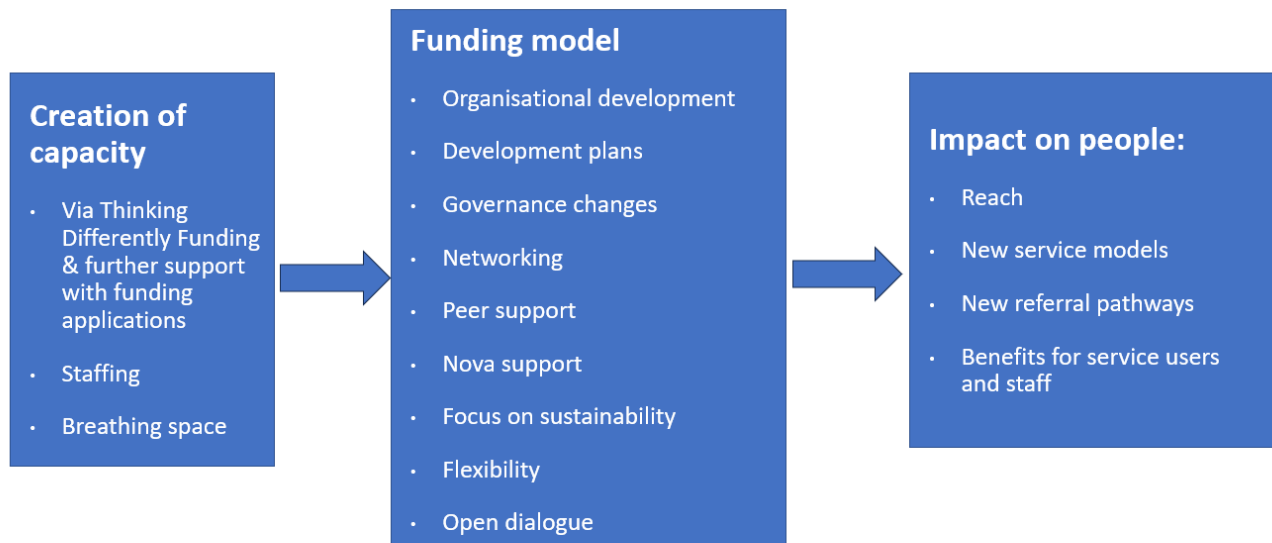 Creation of
capacity
• Via Thinking
Differently Funding
& further support
with funding
applications
• Staffing
• Breathing space
Funding model
• Organisational development
• Development plans
• Governance changes
• Networking
• Peer support
• Nova support
• Focus on sustainability
• Flexibility
• Open dialogue
Impact on people:
• Reach
• New service models
• New referral pathways
• Benefits for service users
and staff